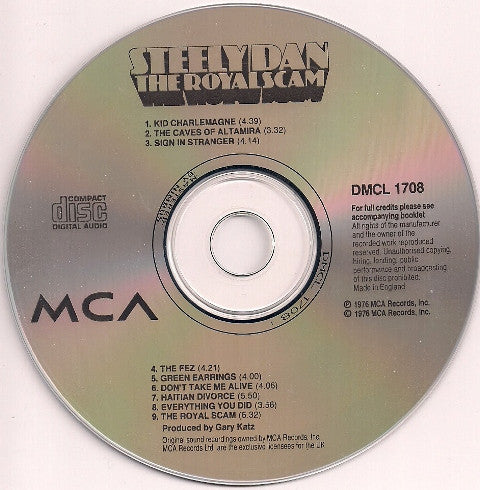 STEELY DAN
THE ROYAL SCAM
1. KID CHARLEMAGNE (4.39)
2. THE CAVES OF ALTAMIRA (3.32)
3. SIGN IN STRANGER (4.14)
COMPACT
disc
DIGITAL AUDIO
DMCL 1708
For full credits please see
accompanying booklet
All rights of the manufacturer
and the owner of the
recorded work reproduced
reserved. Unauthorised copying,
hiring, lending, public
performance and broadcasting
of this disc prohibited.
Made in England
℗ 1976 MCA Records, Inc.
© 1976 MCA Records, Inc.
MCA
DMCL 1708
4. THE FEZ (4.21)
5. GREEN EARRINGS (4.00)
6. DON'T TAKE ME ALIVE (4.06)
7. HAITIAN DIVORCE (5.50)
8. EVERYTHING YOU DID (3.56)
9. THE ROYAL SCAM (6.32)
Produced by Gary Katz
Original sound recordings owned by MCA Records, Inc.
MCA Records Ltd. are the exclusive licensees for the UK